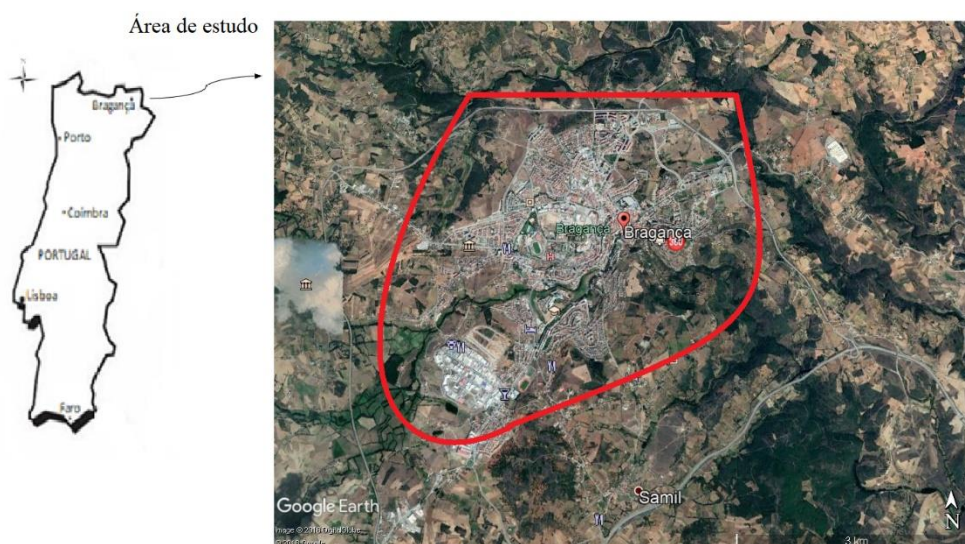 Área de estudo
Bragança
Porto
Coimbra
PORTUGAL
Lisboa
Faro
Bragança
Bragança
Samil
Google Earth
N
3 km